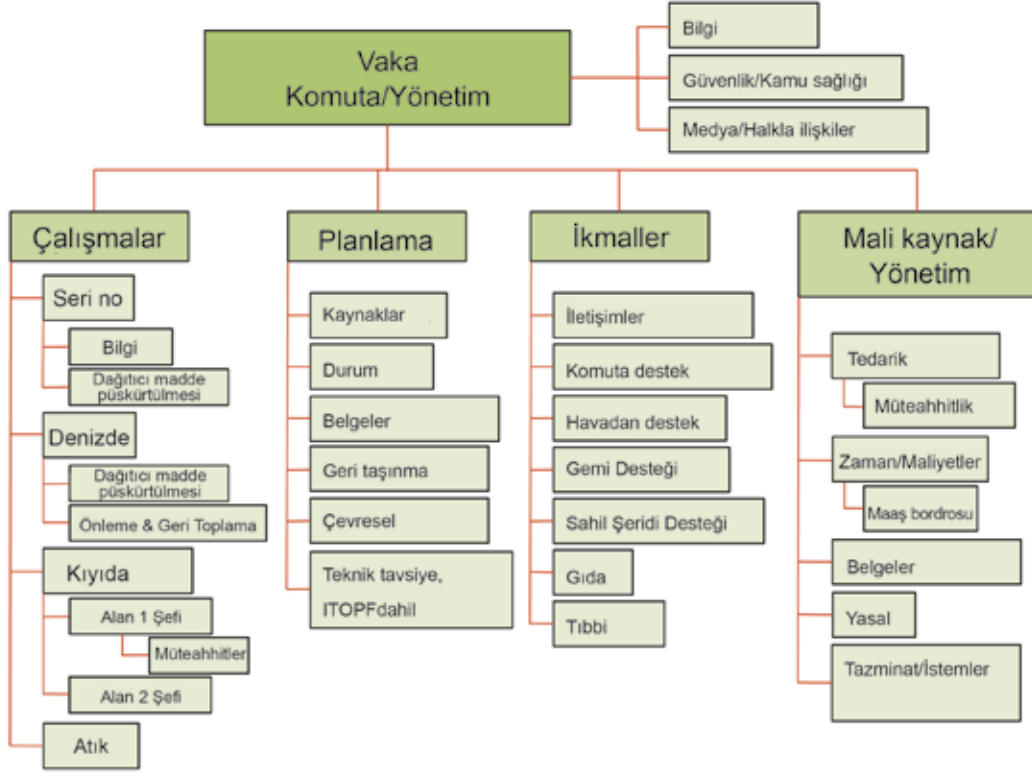 Vaka
Komuta/Yönetim
Bilgi
Güvenlik/Kamu sağlığı
Medya/Halkla ilişkiler
Çalışmalar
Seri no
Bilgi
Dağıtıcı madde
püskürtülmesi
Denizde
Dağıtıcı madde
püskürtülmesi
Önleme & Geri Toplama
Kıyıda
Alan 1 Şefi
Müteahhitler
Alan 2 Şefi
Atık
Planlama
Kaynaklar
Durum
Belgeler
Geri taşınma
Çevresel
Teknik tavsiye,
ITOPFdahil
İkmaller
İletişimler
Komuta destek
Havadan destek
Gemi Desteği
Sahil Şeridi Desteği
Gıda
Tıbbi
Mali kaynak/
Yönetim
Tedarik
Müteahhitlik
Zaman/Maliyetler
Maaş bordrosu
Belgeler
Yasal
Tazminat/İstemler